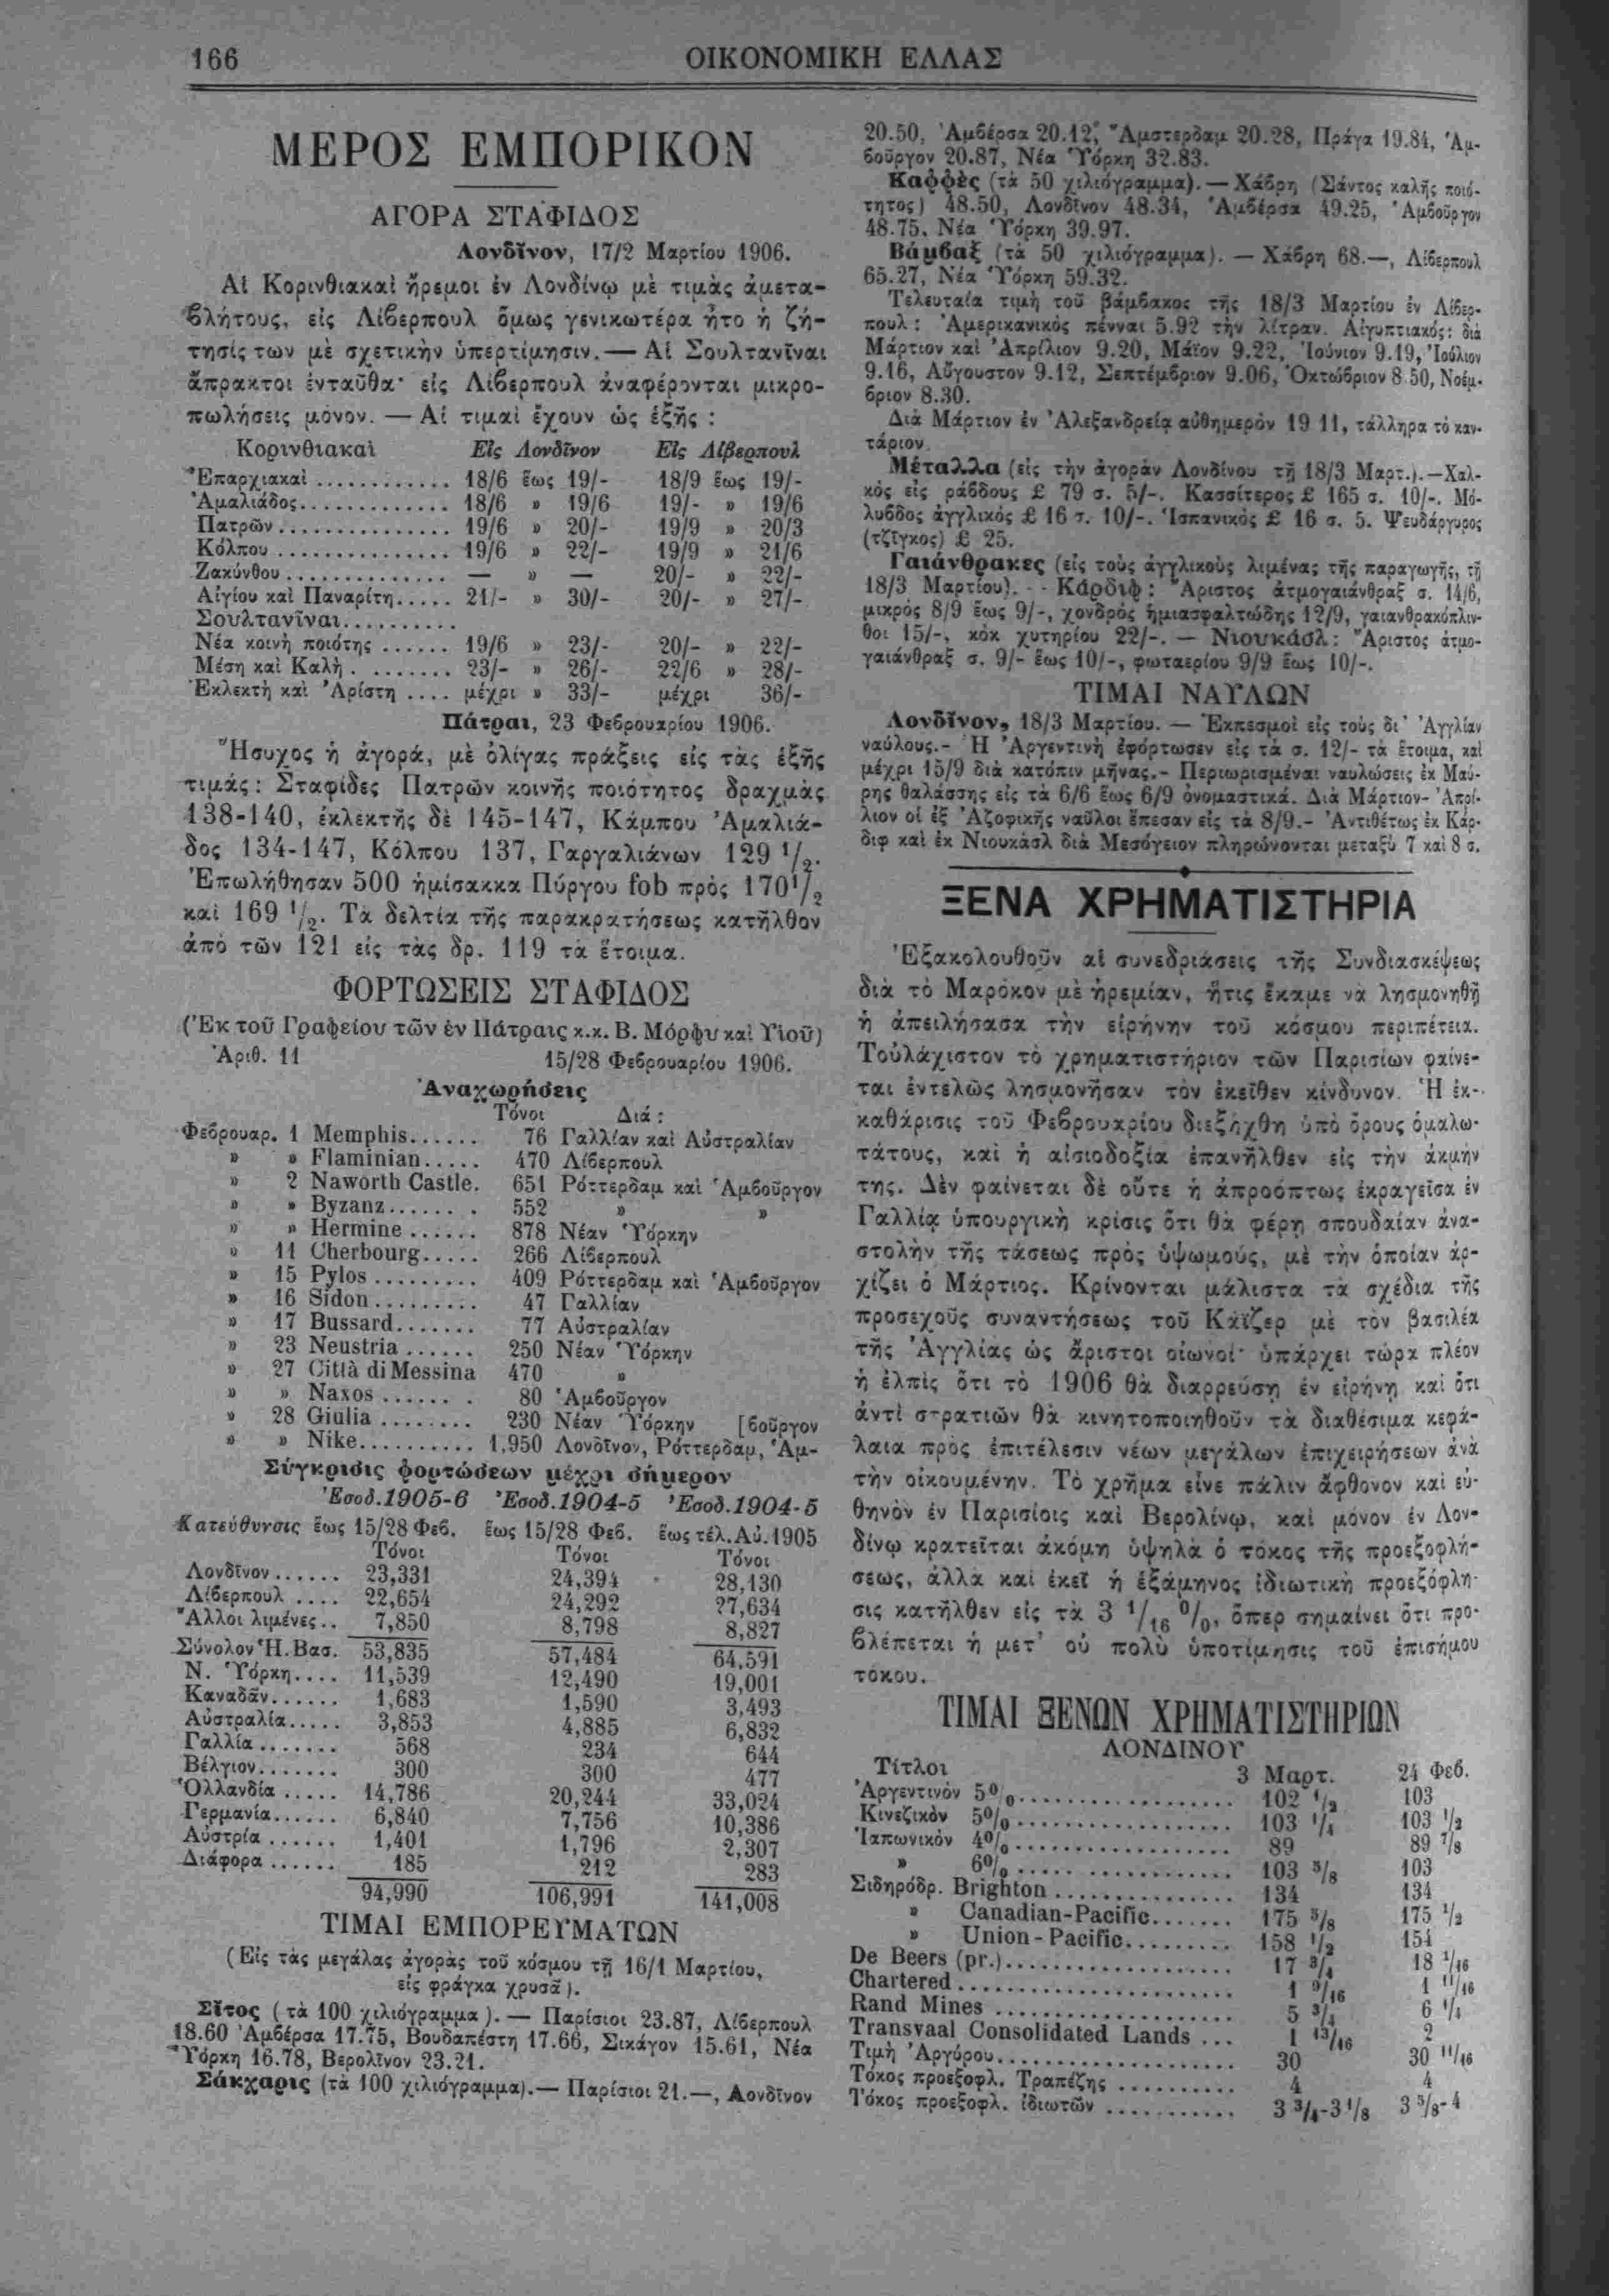 166
ΟΙΚΟΝΟΜΙΚΗ ΕΛΛΑΣ
ΜΕΡΟΣ ΕΜΠΟΡΙΚΟΝ
ΑΓΟΡΑ ΣΤΑΦΙΔΟΣ
Λονδῖνον, 17/2 Μαρτίου 1906.
Αἱ Κορινθιακαὶ ἤρεμοι ἐν Λονδίνῳ μὲ τιμὰς ἀμετα-
βλήτους, εἰς Λίβερπουλ ὅμως γενικωτέρα ἦτο ἡ ζή-
τησίς των μὲ σχετικὴν ὑπερτίμησιν.— Αἱ Σουλτανῖναι
ἄπρακτοι ἐνταῦθα· εἰς Λίβερπουλ ἀναφέρονται μικρο-
πωλήσεις μόνον. — Αἱ τιμαὶ ἔχουν ὡς ἑξῆς :
Κορινθιακαὶ Εἰς Λονδῖνον Εἰς Λίβερπουλ
Ἐπαρχιακαὶ ............ 18/6 ἕως 19/- 18/9 ἕως 19/-
Ἀμαλιάδος.............. 18/6 » 19/6 19/- » 19/6
Πατρῶν ................ 19/6 » 20/- 19/9 » 20/3
Κόλπου ................ 19/6 » 22/- 19/9 » 21/6
Ζακύνθου .............. — » — 20/- » 22/-
Αἰγίου καὶ Παναρίτη..... 21/- » 30/- 20/- » 27/-
Σουλτανῖναι..........
Νέα κοινὴ ποιότης ...... 19/6 » 23/- 20/- » 22/-
Μέση καὶ Καλὴ . ....... 23/- » 26/- 22/6 » 28/-
Ἐκλεκτὴ καὶ Ἀρίστη .... μέχρι » 33/- μέχρι 36/-
Πάτραι, 23 Φεβρουαρίου 1906.
Ἥσυχος ἡ ἀγορά, μὲ ὀλίγας πράξεις εἰς τὰς ἑξῆς
τιμάς: Σταφίδες Πατρῶν κοινῆς ποιότητος δραχμὰς
138-140, ἐκλεκτῆς δὲ 145-147, Κάμπου Ἀμαλιά-
δος 134-147, Κόλπου 137, Γαργαλιάνων 129 1/2.
Ἐπωλήθησαν 500 ἡμίσακκα Πύργου fob πρὸς 170 1/2
καὶ 169 1/2. Τὰ δελτία τῆς παρακρατήσεως κατῆλθον
ἀπὸ τῶν 121 εἰς τὰς δρ. 119 τὰ ἕτοιμα.
ΦΟΡΤΩΣΕΙΣ ΣΤΑΦΙΔΟΣ
(Ἐκ τοῦ Γραφείου τῶν ἐν Πάτραις κ.κ. Β. Μόρφυ καὶ Υἱοῦ)
Ἀριθ. 11 15/28 Φεβρουαρίου 1906.
Ἀναχωρήσεις
Τόνοι Διά :
Φεβρουαρ. 1 Memphis...... 76 Γαλλίαν καὶ Αὐστραλίαν
» » Flaminian..... 470 Λίβερπουλ
» 2 Naworth Castle. 651 Ρόττερδαμ καὶ Ἀμβοῦργον
» » Byzanz....... . 552 » »
» » Hermine ...... 878 Νέαν Ὑόρκην
» 11 Cherbourg..... 266 Λίβερπουλ
» 15 Pylos ......... 409 Ρόττερδαμ καὶ Ἀμβοῦργον
» 16 Sidon ......... 47 Γαλλίαν
» 17 Bussard....... 77 Αὐστραλίαν
» 23 Neustria ...... 250 Νέαν Ὑόρκην
» 27 Città di Messina 470 »
» » Naxos ...... . 80 Ἀμβοῦργον
» 28 Giulia ........ 230 Νέαν Ὑόρκην [βοῦργον
» » Nike.......... 1,950 Λονδῖνον, Ρόττερδαμ, Ἀμ-
Σύγκρισις φορτώσεων μέχρι σήμερον
Ἐσοδ.1905-6 Ἐσοδ.1904-5 Ἐσοδ.1904-5
Κατεύθυνσις ἕως 15/28 Φεβ. ἕως 15/28 Φεβ. ἕως τέλ.Αὐ.1905
Τόνοι Τόνοι Τόνοι
Λονδῖνον ...... 23,331 24,394 28,130
Λίβερπουλ .... 22,654 24,292 27,634
Ἄλλοι λιμένες.. 7,850 8,798 8,827
Σύνολον Ἡ.Βασ. 53,835 57,484 64,591
Ν. Ὑόρκη.... 11,539 12,490 19,001
Καναδᾶν...... 1,683 1,590 3,493
Αὐστραλία..... 3,853 4,885 6,832
Γαλλία ....... 568 234 644
Βέλγιον....... 300 300 477
Ὁλλανδία ..... 14,786 20,244 33,024
Γερμανία...... 6,840 7,756 10,386
Αὐστρία ...... 1,401 1,796 2,307
Διάφορα ...... 185 212 283
94,990 106,991 141,008
ΤΙΜΑΙ ΕΜΠΟΡΕΥΜΑΤΩΝ
(Εἰς τὰς μεγάλας ἀγορὰς τοῦ κόσμου τῇ 16/1 Μαρτίου,
εἰς φράγκα χρυσᾶ).
Σῖτος (τὰ 100 χιλιόγραμμα). — Παρίσιοι 23.87, Λίβερπουλ
18.60 Ἀμβέρσα 17.75, Βουδαπέστη 17.66, Σικάγον 15.61, Νέα
Ὑόρκη 16.78, Βερολῖνον 23.21.
Σάκχαρις (τὰ 100 χιλιόγραμμα).— Παρίσιοι 21.—, Λονδῖνον
20.50, Ἀμβέρσα 20.12, Ἀμστερδαμ 20.28, Πράγα 19.84, Ἀμ-
βοῦργον 20.87, Νέα Ὑόρκη 32.83.
Καφφὲς (τὰ 50 χιλιόγραμμα). — Χάβρη (Σάντος καλῆς ποιό-
τητος) 48.50, Λονδῖνον 48.34, Ἀμβέρσα 49.25, Ἀμβοῦργον
48.75, Νέα Ὑόρκη 39.97.
Βάμβαξ (τὰ 50 χιλιόγραμμα). — Χάβρη 68.—, Λίβερπουλ
65.27, Νέα Ὑόρκη 59.32.
Τελευταία τιμὴ τοῦ βάμβακος τῆς 18/3 Μαρτίου ἐν Λίβερ-
πουλ: Ἀμερικανικὸς πένναι 5.92 τὴν λίτραν. Αἰγυπτιακός: διὰ
Μάρτιον καὶ Ἀπρίλιον 9.20, Μάϊον 9.22, Ἰούνιον 9.19, Ἰούλιον
9.16, Αὔγουστον 9.12, Σεπτέμβριον 9.06, Ὀκτώβριον 8.50, Νοέμ-
βριον 8.30.
Διὰ Μάρτιον ἐν Ἀλεξανδρείᾳ αὐθημερὸν 19 11, τάλληρα τὸ καν-
τάριον
Μέταλλα (εἰς τὴν ἀγορὰν Λονδίνου τῇ 18/3 Μαρτ.).—Χαλ-
κὸς εἰς ράβδους £ 79 σ. 5/-. Κασσίτερος £ 165 σ. 10/-. Μό-
λυβδος ἀγγλικὸς £ 16 σ. 10/-. Ἰσπανικὸς £ 16 σ. 5. Ψευδάργυρος
(τζῖγκος) £ 25.
Γαιάνθρακες (εἰς τοὺς ἀγγλικοὺς λιμένας τῆς παραγωγῆς, τῇ
18/3 Μαρτίου). - - Κάρδιφ: Ἄριστος ἀτμογαιάνθραξ σ. 14/6,
μικρὸς 8/9 ἕως 9/-, χονδρὸς ἡμιασφαλτώδης 12/9, γαιανθρακόπλιν-
θοι 15/-, κὸκ χυτηρίου 22/-. — Νιουκάσλ: Ἄριστος ἀτμο-
γαιάνθραξ σ. 9/- ἕως 10/-, φωταερίου 9/9 ἕως 10/-.
ΤΙΜΑΙ ΝΑΥΛΩΝ
Λονδῖνον, 18/3 Μαρτίου. — Ἐκπεσμοὶ εἰς τοὺς δι' Ἀγγλίαν
ναύλους.- Ἡ Ἀργεντινὴ ἐφόρτωσεν εἰς τὰ σ. 12/- τὰ ἕτοιμα, καὶ
μέχρι 15/9 διὰ κατόπιν μῆνας.- Περιωρισμέναι ναυλώσεις ἐκ Μαύ-
ρης θαλάσσης εἰς τὰ 6/6 ἕως 6/9 ὀνομαστικά. Διὰ Μάρτιον-Ἀπρί-
λιον οἱ ἐξ Ἀζοφικῆς ναῦλοι ἔπεσαν εἰς τὰ 8/9.- Ἀντιθέτως ἐκ Κάρ-
διφ καὶ ἐκ Νιουκάσλ διὰ Μεσόγειον πληρώνονται μεταξὺ 7 καὶ 8 σ.
ΞΕΝΑ ΧΡΗΜΑΤΙΣΤΗΡΙΑ
Ἐξακολουθοῦν αἱ συνεδριάσεις τῆς Συνδιασκέψεως
διὰ τὸ Μαρόκον μὲ ἠρεμίαν, ἥτις ἔκαμε νὰ λησμονηθῇ
ἡ ἀπειλήσασα τὴν εἰρήνην τοῦ κόσμου περιπέτεια.
Τοὐλάχιστον τὸ χρηματιστήριον τῶν Παρισίων φαίνε-
ται ἐντελῶς λησμονῆσαν τὸν ἐκεῖθεν κίνδυνον. Ἡ ἐκ-
καθάρισις τοῦ Φεβρουαρίου διεξήχθη ὑπὸ ὅρους ὁμαλω-
τάτους, καὶ ἡ αἰσιοδοξία ἐπανῆλθεν εἰς τὴν ἀκμήν
της. Δὲν φαίνεται δὲ οὔτε ἡ ἀπροόπτως ἐκραγεῖσα ἐν
Γαλλίᾳ ὑπουργικὴ κρίσις ὅτι θὰ φέρῃ σπουδαίαν ἀνα-
στολὴν τῆς τάσεως πρὸς ὑψωμούς, μὲ τὴν ὁποίαν ἀρ-
χίζει ὁ Μάρτιος. Κρίνονται μάλιστα τὰ σχέδια τῆς
προσεχοῦς συναντήσεως τοῦ Κάϊζερ μὲ τὸν βασιλέα
τῆς Ἀγγλίας ὡς ἄριστοι οἰωνοί· ὑπάρχει τώρα πλέον
ἡ ἐλπὶς ὅτι τὸ 1906 θὰ διαρρεύσῃ ἐν εἰρήνῃ καὶ ὅτι
ἀντὶ στρατιῶν θὰ κινητοποιηθοῦν τὰ διαθέσιμα κεφά-
λαια πρὸς ἐπιτέλεσιν νέων μεγάλων ἐπιχειρήσεων ἀνὰ
τὴν οἰκουμένην. Τὸ χρῆμα εἶνε πάλιν ἄφθονον καὶ εὐ-
θηνὸν ἐν Παρισίοις καὶ Βερολίνῳ, καὶ μόνον ἐν Λον-
δίνῳ κρατεῖται ἀκόμη ὑψηλὰ ὁ τόκος τῆς προεξοφλή-
σεως, ἀλλὰ καὶ ἐκεῖ ἡ ἑξάμηνος ἰδιωτικὴ προεξόφλη-
σις κατῆλθεν εἰς τὰ 3 1/16 0/0, ὅπερ σημαίνει ὅτι προ-
βλέπεται ἡ μετ' οὐ πολὺ ὑποτίμησις τοῦ ἐπισήμου
τόκου.
ΤΙΜΑΙ ΞΕΝΩΝ ΧΡΗΜΑΤΙΣΤΗΡΙΩΝ
ΛΟΝΔΙΝΟΥ
Τίτλοι 3 Μαρτ. 24 Φεβ.
Ἀργεντινὸν 5 0/0.................. 102 1/2 103
Κινεζικὸν 5 0/0 .................. 103 1/4 103 1/2
Ἰαπωνικὸν 4 0/0 .................. 89 89 7/8
» 6 0/0 .................. 103 3/8 103
Σιδηρόδρ. Brighton ................ 134 134
» Canadian-Pacific....... 175 5/8 175 1/2
» Union-Pacific.......... 158 1/2 154
De Beers (pr.)..................... 17 3/4 18 1/16
Chartered ......................... 1 9/16 1 11/16
Rand Mines ....................... 5 3/4 6 1/4
Transvaal Consolidated Lands ... 1 13/16 2
Τιμὴ Ἀργύρου..................... 30 30 11/16
Τόκος προεξοφλ. Τραπέζης .......... 4 4
Τόκος προεξοφλ. ἰδιωτῶν ........... 3 3/4-3 1/8 3 5/8-4